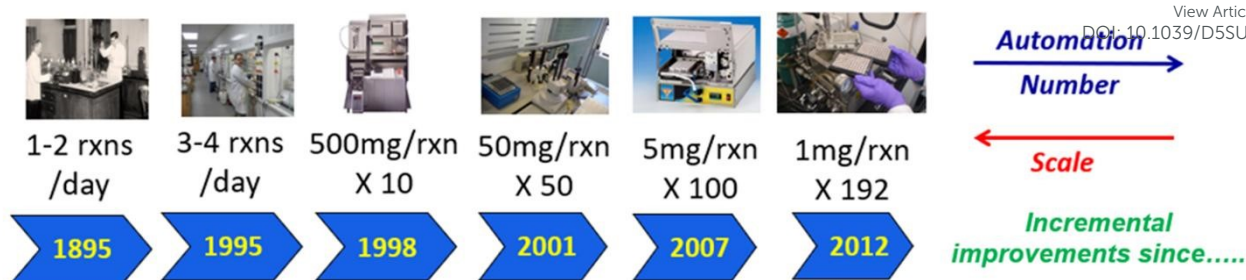 View Artic
DOI: 10.1039/D5SU
Automation
Number
Scale
1-2 rxns
/day
3-4 rxns
/day
500mg/rxn
X 10
50mg/rxn
X 50
5mg/rxn
X 100
1mg/rxn
X 192
1895
1995
1998
2001
2007
2012
Incremental
improvements since.....